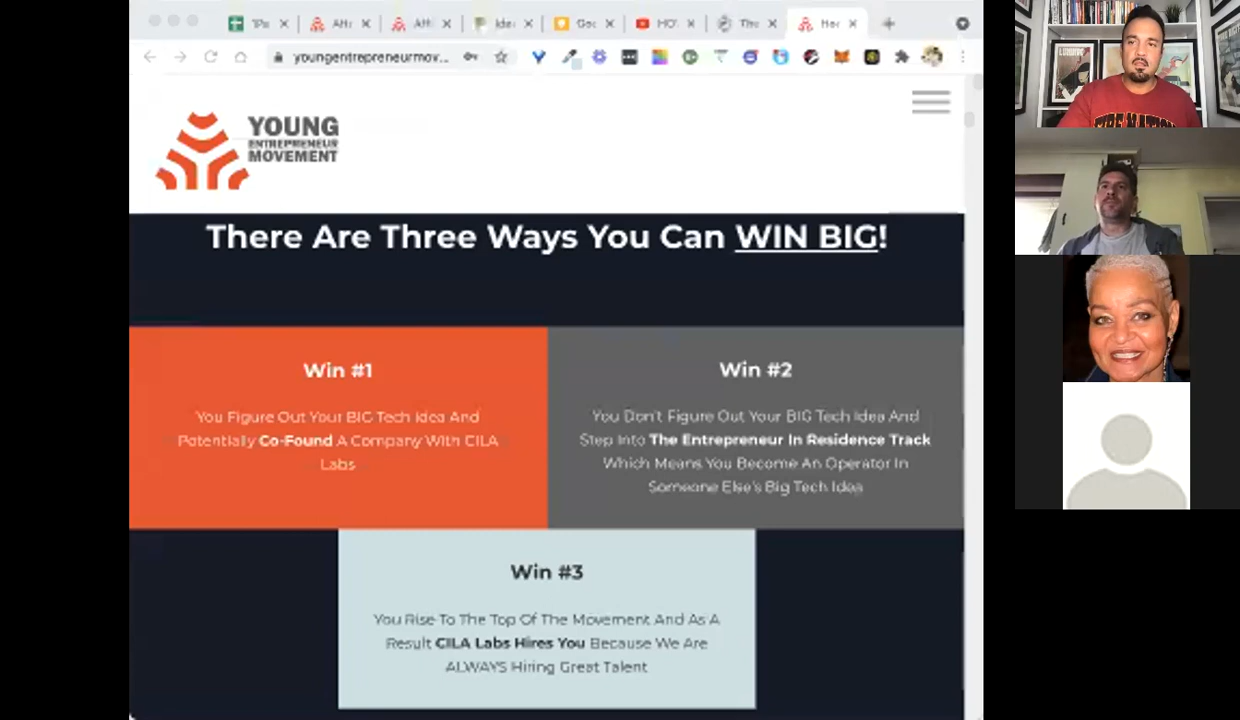 youngentrepreneurmov...
YOUNG
ENTREPRENEUR
MOVEMENT
There Are Three Ways You Can WIN BIG!
Win #1
You Figure Out Your BIG Tech Idea And
Potentially Co-Found A Company With CILA
Labs
Win #2
You Don't Figure Out Your BIG Tech Idea And
Step Into The Entrepreneur In Residence Track
Which Means You Become An Operator In
Someone Else's Big Tech Idea
Win #3
You Rise To The Top Of The Movement And As A
Result CILA Labs Hires You Because We Are
ALWAYS Hiring Great Talent